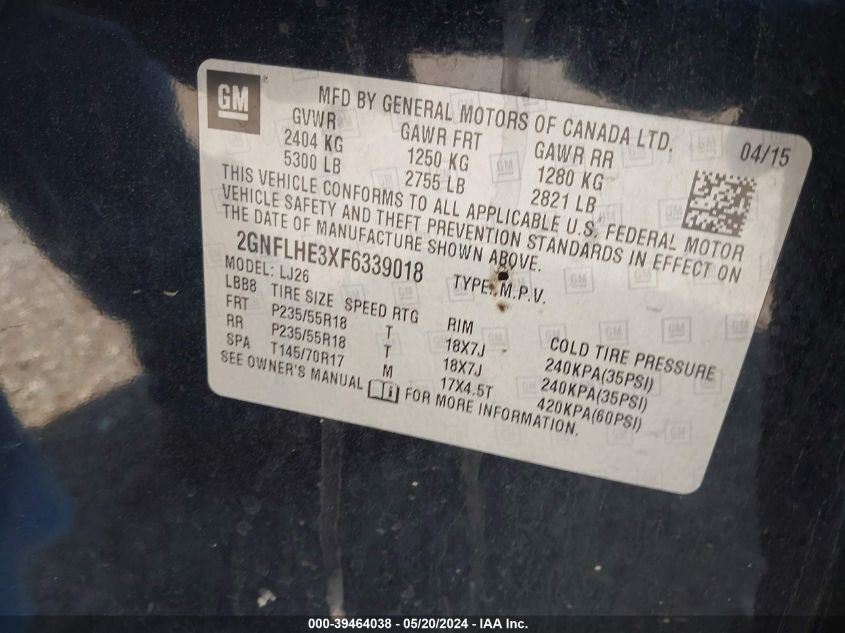 GM
MFD BY GENERAL MOTORS OF CANADA LTD.
04/15
GVWR GAWR FRT GAWR RR
2404 KG 1250 KG 1280 KG
5300 LB 2755 LB 2821 LB
THIS VEHICLE CONFORMS TO ALL APPLICABLE U.S. FEDERAL MOTOR
VEHICLE SAFETY AND THEFT PREVENTION STANDARDS IN EFFECT ON
THE DATE OF MANUFACTURE SHOWN ABOVE.
2GNFLHE3XF6339018 TYPE: M.P.V.
MODEL: LJ26
LBB8 TIRE SIZE SPEED RTG RIM COLD TIRE PRESSURE
FRT P235/55R18 T 18X7J 240KPA(35PSI)
RR P235/55R18 T 18X7J 240KPA(35PSI)
SPA T145/70R17 M 17X4.5T 420KPA(60PSI)
SEE OWNER'S MANUAL FOR MORE INFORMATION.
000-39464038 - 05/20/2024 - IAA Inc.